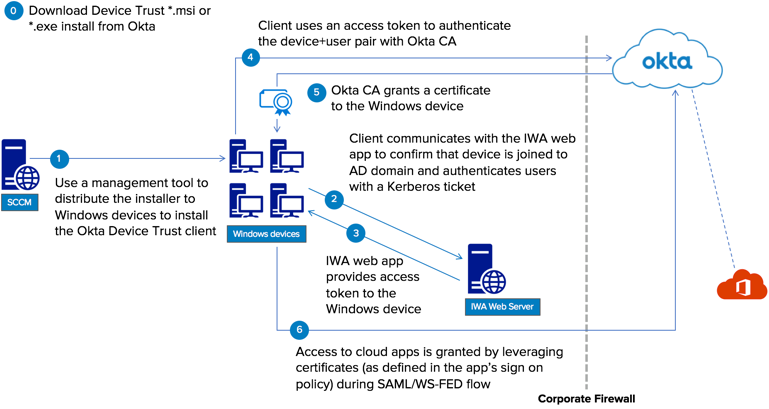 0
Download Device Trust *.msi or
*.exe install from Okta
Client uses an access token to authenticate
the device+user pair with Okta CA
4
okta
5
Okta CA grants a certificate
to the Windows device
Client communicates with the IWA web
app to confirm that device is joined to
AD domain and authenticates users
with a Kerberos ticket
1
SCCM
Use a management tool to
distribute the installer to
Windows devices to install
the Okta Device Trust client
Windows devices
2
3
IWA web app
provides access
token to the
Windows device
IWA Web Server
6
Access to cloud apps is granted by leveraging
certificates (as defined in the app's sign on
policy) during SAML/WS-FED flow
Corporate Firewall